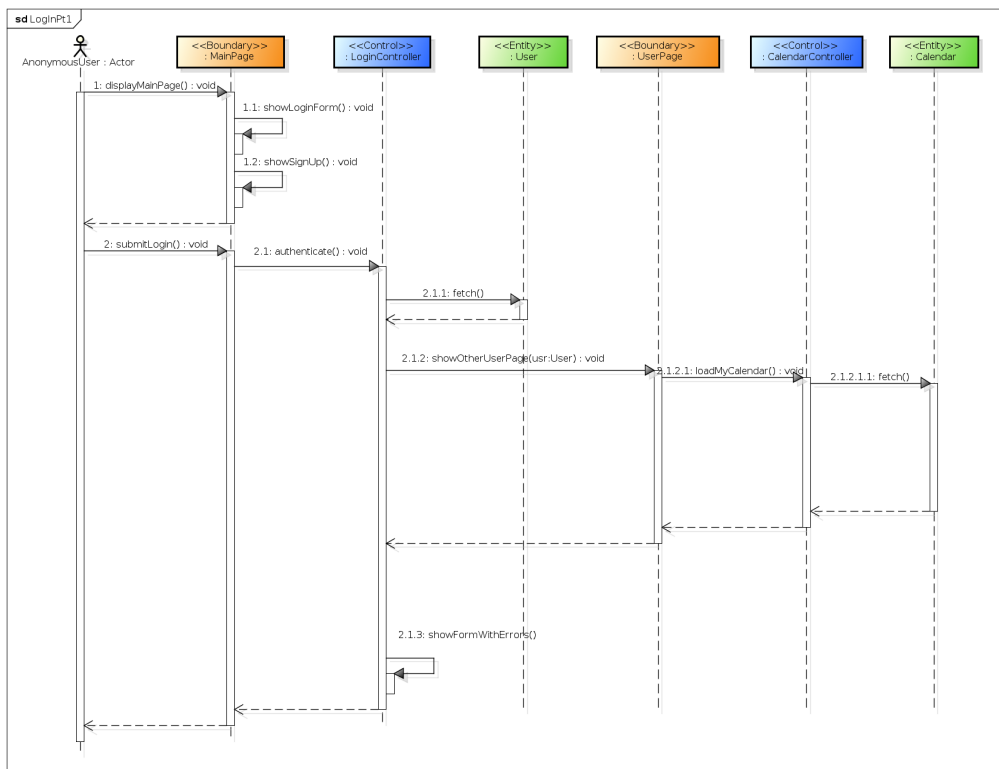 sd LogInPt1
AnonymousUser : Actor
<<Boundary>>
: MainPage
<<Control>>
: LoginController
<<Entity>>
: User
<<Boundary>>
: UserPage
<<Control>>
: CalendarController
<<Entity>>
: Calendar
1: displayMainPage() : void
1.1: showLoginForm() : void
1.2: showSignUp() : void
2: submitLogin() : void
2.1: authenticate() : void
2.1.1: fetch()
2.1.2: showOtherUserPage(usr:User) : void
2.1.2.1: loadMyCalendar() : void
2.1.2.1.1: fetch()
2.1.3: showFormWithErrors()